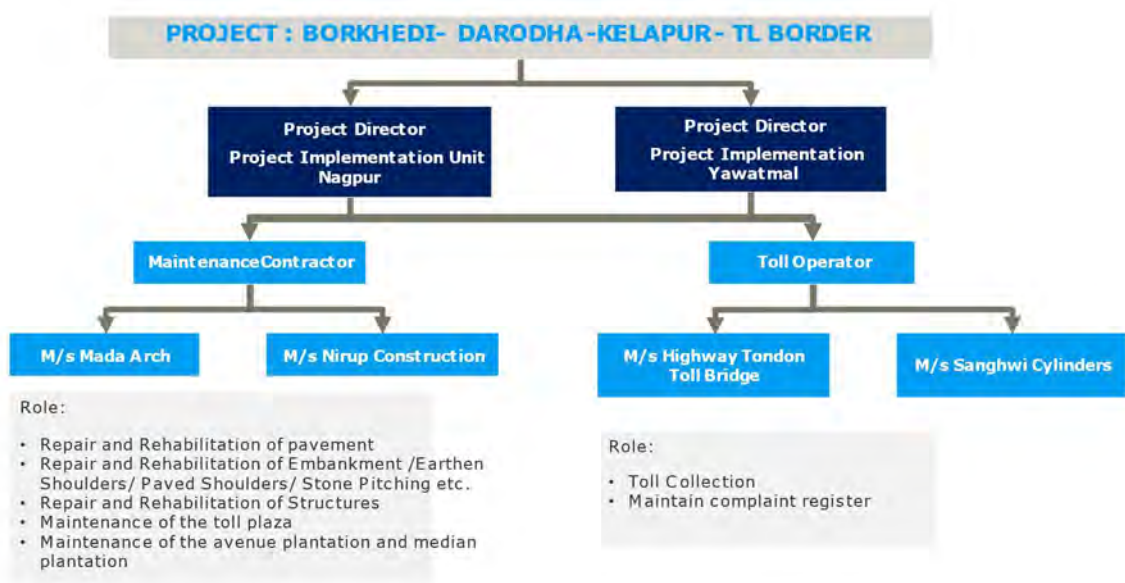 PROJECT : BORKHEDI- DARODHA-KELAPUR- TL BORDER
Project Director
Project Implementation Unit
Nagpur
Project Director
Project Implementation
Yawatmal
MaintenanceContractor
Toll Operator
M/s Mada Arch
M/s Nirup Construction
M/s Highway Tondon
Toll Bridge
M/s Sanghwi Cylinders
Role:
• Repair and Rehabilitation of pavement
• Repair and Rehabilitation of Embankment /Earthen
Shoulders/ Paved Shoulders/ Stone Pitching etc.
• Repair and Rehabilitation of Structures
• Maintenance of the toll plaza
• Maintenance of the avenue plantation and median
plantation
Role:
• Toll Collection
• Maintain complaint register